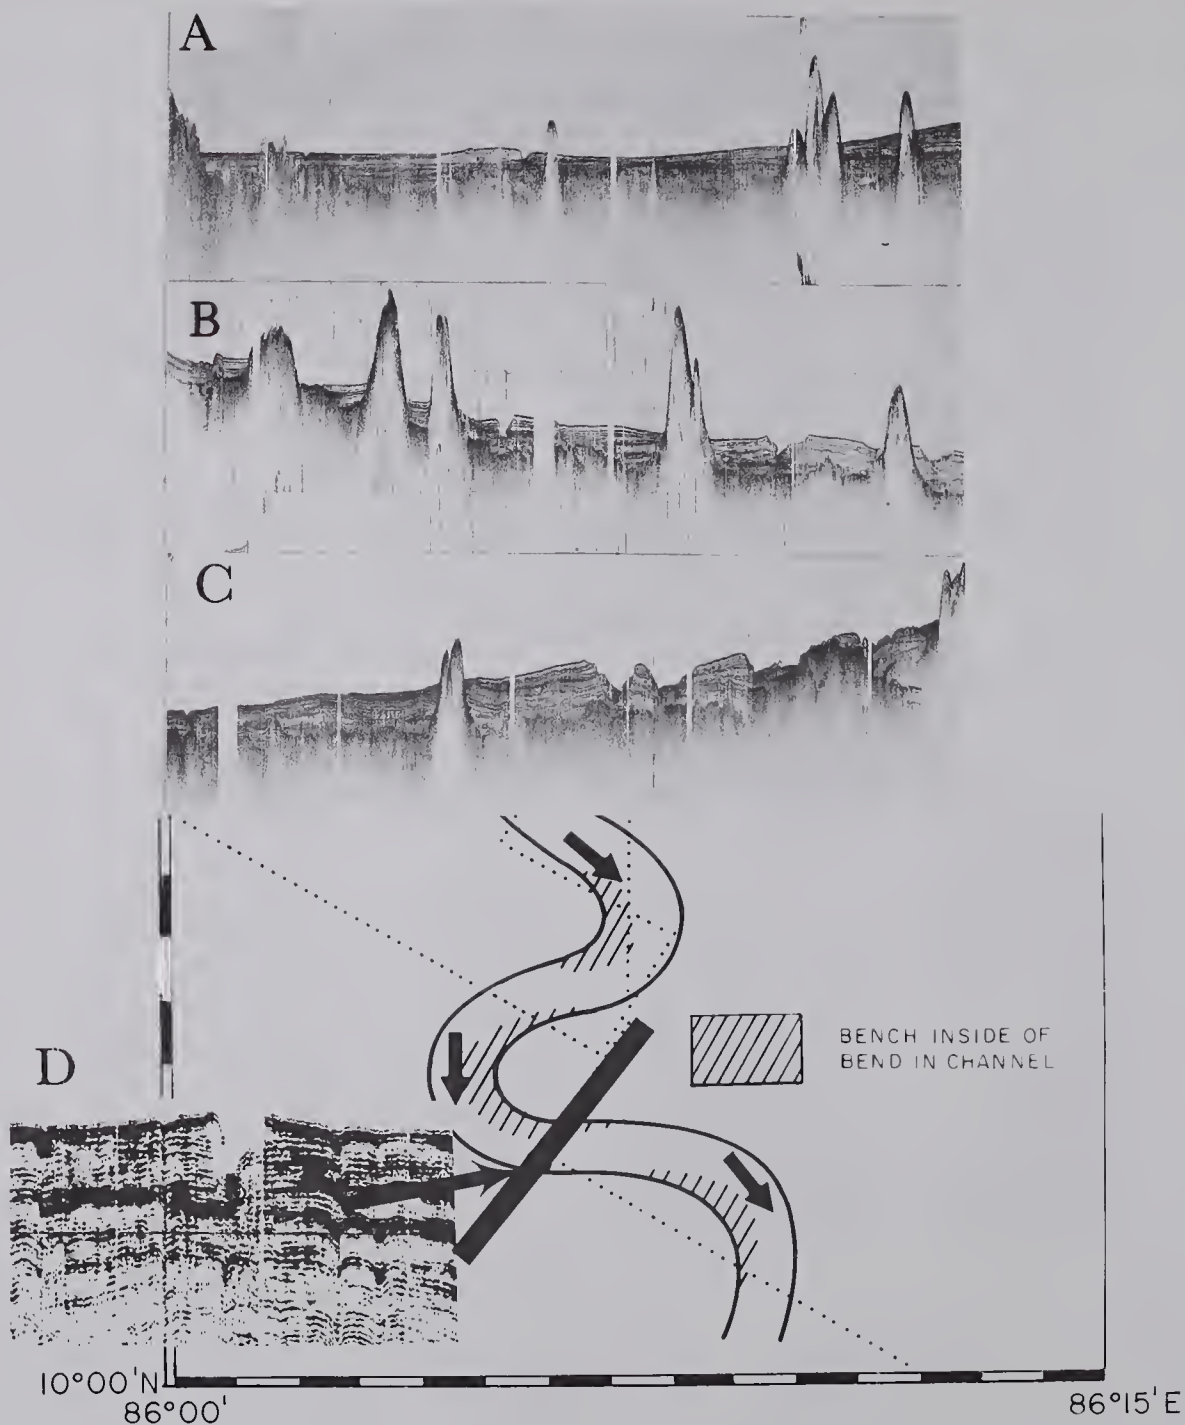 A
B
C
D
BENCH INSIDE OF
BEND IN CHANNEL
10°00'N
86°00'
86°15'E